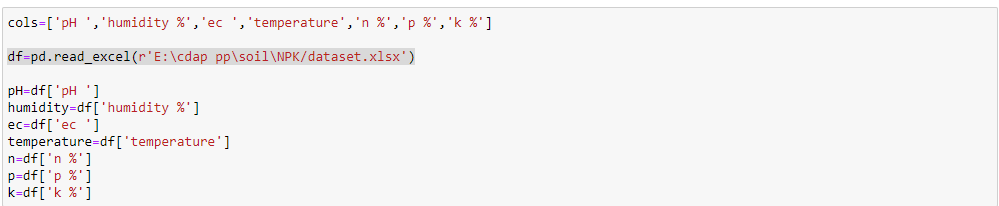 cols=['pH ','humidity %','ec ','temperature','n %','p %','k %']
df=pd.read_excel(r'E:\cdap pp\soil\NPK/dataset.xlsx')
pH=df['pH ']
humidity=df['humidity %']
ec=df['ec ']
temperature=df['temperature']
n=df['n %']
p=df['p %']
k=df['k %']